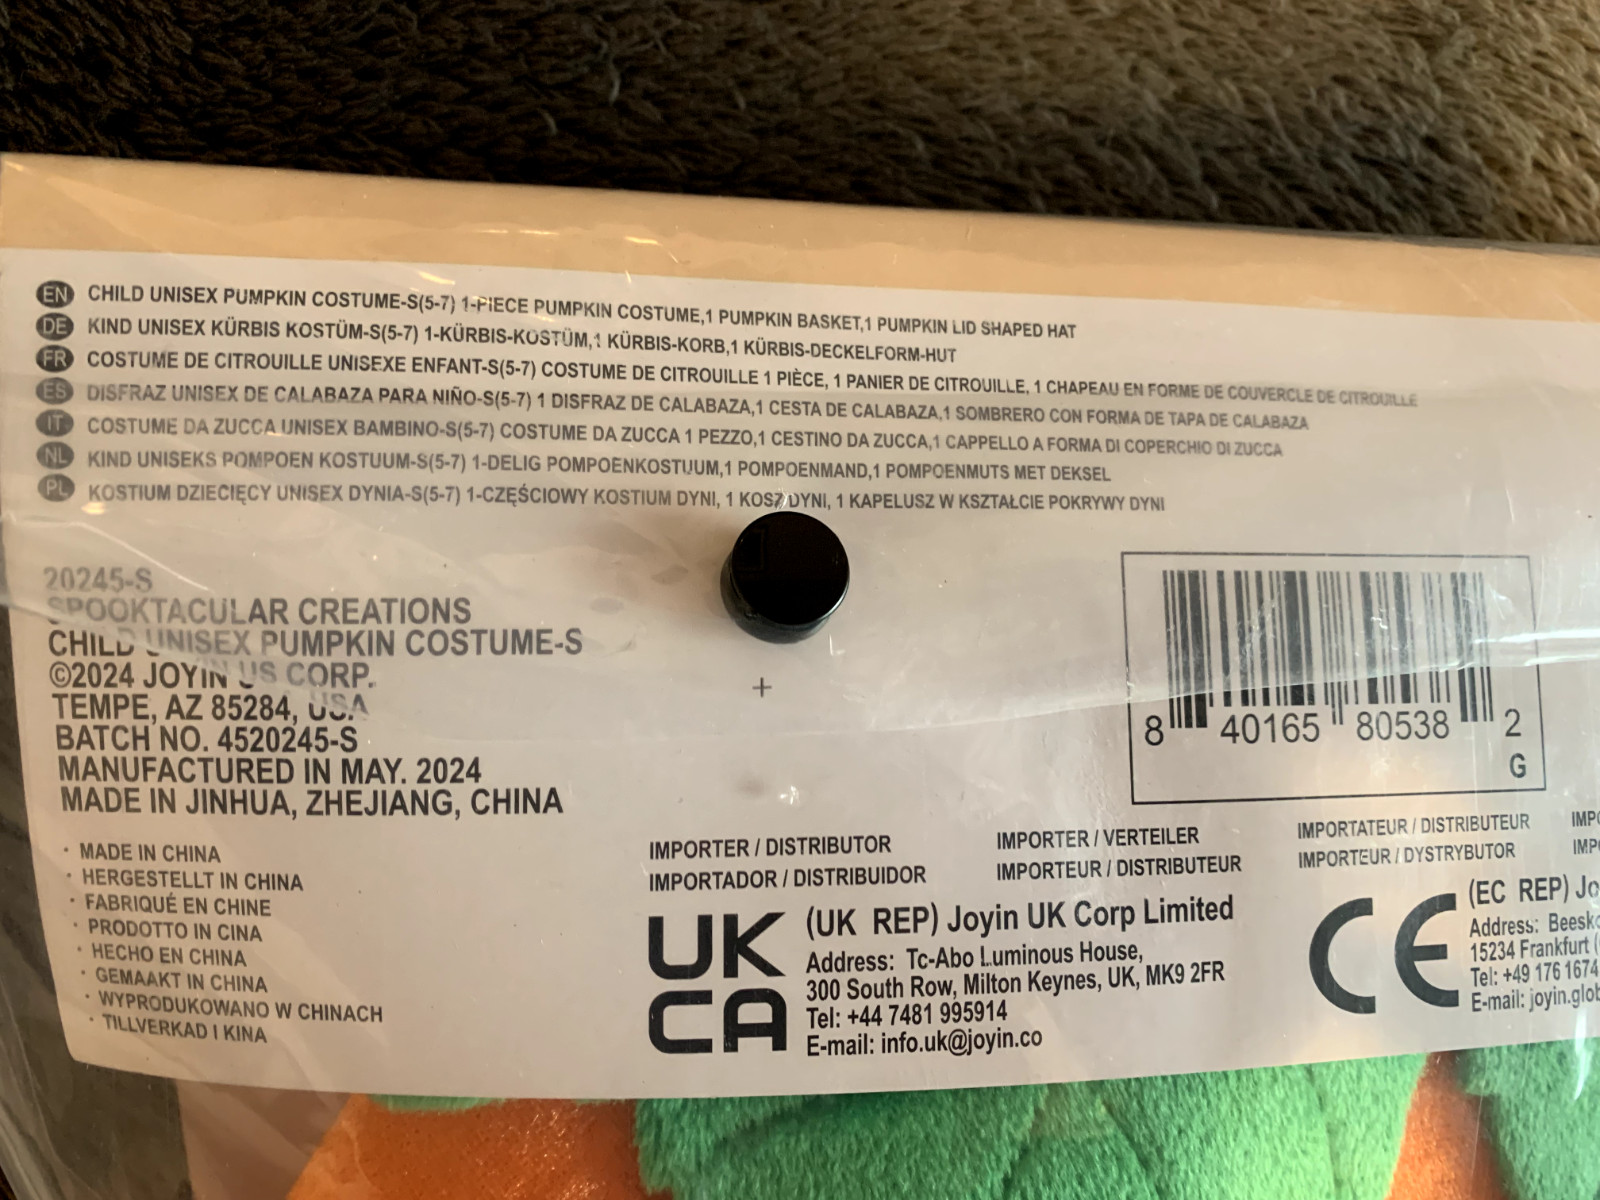 EN CHILD UNISEX PUMPKIN COSTUME-S(5-7) 1-PIECE PUMPKIN COSTUME,1 PUMPKIN BASKET,1 PUMPKIN LID SHAPED HAT
DE KIND UNISEX KÜRBIS KOSTÜM-S(5-7) 1-KÜRBIS-KOSTÜM,1 KÜRBIS-KORB,1 KÜRBIS-DECKELFORM-HUT
FR COSTUME DE CITROUILLE UNISEXE ENFANT-S(5-7) COSTUME DE CITROUILLE 1 PIÈCE, 1 PANIER DE CITROUILLE, 1 CHAPEAU EN FORME DE COUVERCLE DE CITROUILLE
ES DISFRAZ UNISEX DE CALABAZA PARA NIÑO-S(5-7) 1 DISFRAZ DE CALABAZA,1 CESTA DE CALABAZA,1 SOMBRERO CON FORMA DE TAPA DE CALABAZA
IT COSTUME DA ZUCCA UNISEX BAMBINO-S(5-7) COSTUME DA ZUCCA 1 PEZZO,1 CESTINO DA ZUCCA,1 CAPPELLO A FORMA DI COPERCHIO DI ZUCCA
NL KIND UNISEKS POMPOEN KOSTUUM-S(5-7) 1-DELIG POMPOENKOSTUUM,1 POMPOENMAND,1 POMPOENMUTS MET DEKSEL
PL KOSTIUM DZIECIĘCY UNISEX DYNIA-S(5-7) 1-CZĘŚCIOWY KOSTIUM DYNI, 1 KOSZ DYNI, 1 KAPELUSZ W KSZTAŁCIE POKRYWY DYNI
20245-S
SPOOKTACULAR CREATIONS
CHILD UNISEX PUMPKIN COSTUME-S
©2024 JOYIN US CORP.
TEMPE, AZ 85284, USA
BATCH NO. 4520245-S
MANUFACTURED IN MAY. 2024
MADE IN JINHUA, ZHEJIANG, CHINA
· MADE IN CHINA
· HERGESTELLT IN CHINA
· FABRIQUÉ EN CHINE
· PRODOTTO IN CINA
· HECHO EN CHINA
· GEMAAKT IN CHINA
· WYPRODUKOWANO W CHINACH
· TILLVERKAD I KINA
8 40165 80538 2
G
IMPORTER / DISTRIBUTOR
IMPORTADOR / DISTRIBUIDOR
IMPORTER / VERTEILER
IMPORTEUR / DISTRIBUTEUR
IMPORTATEUR / DISTRIBUTEUR
IMPORTEUR / DYSTRYBUTOR
UK
CA
(UK REP) Joyin UK Corp Limited
Address: Tc-Abo Luminous House,
300 South Row, Milton Keynes, UK, MK9 2FR
Tel: +44 7481 995914
E-mail: info.uk@joyin.co
CE
(EC REP) Jo
Address: Beesk
15234 Frankfurt (
Tel: +49 176 1674
E-mail: joyin.glob